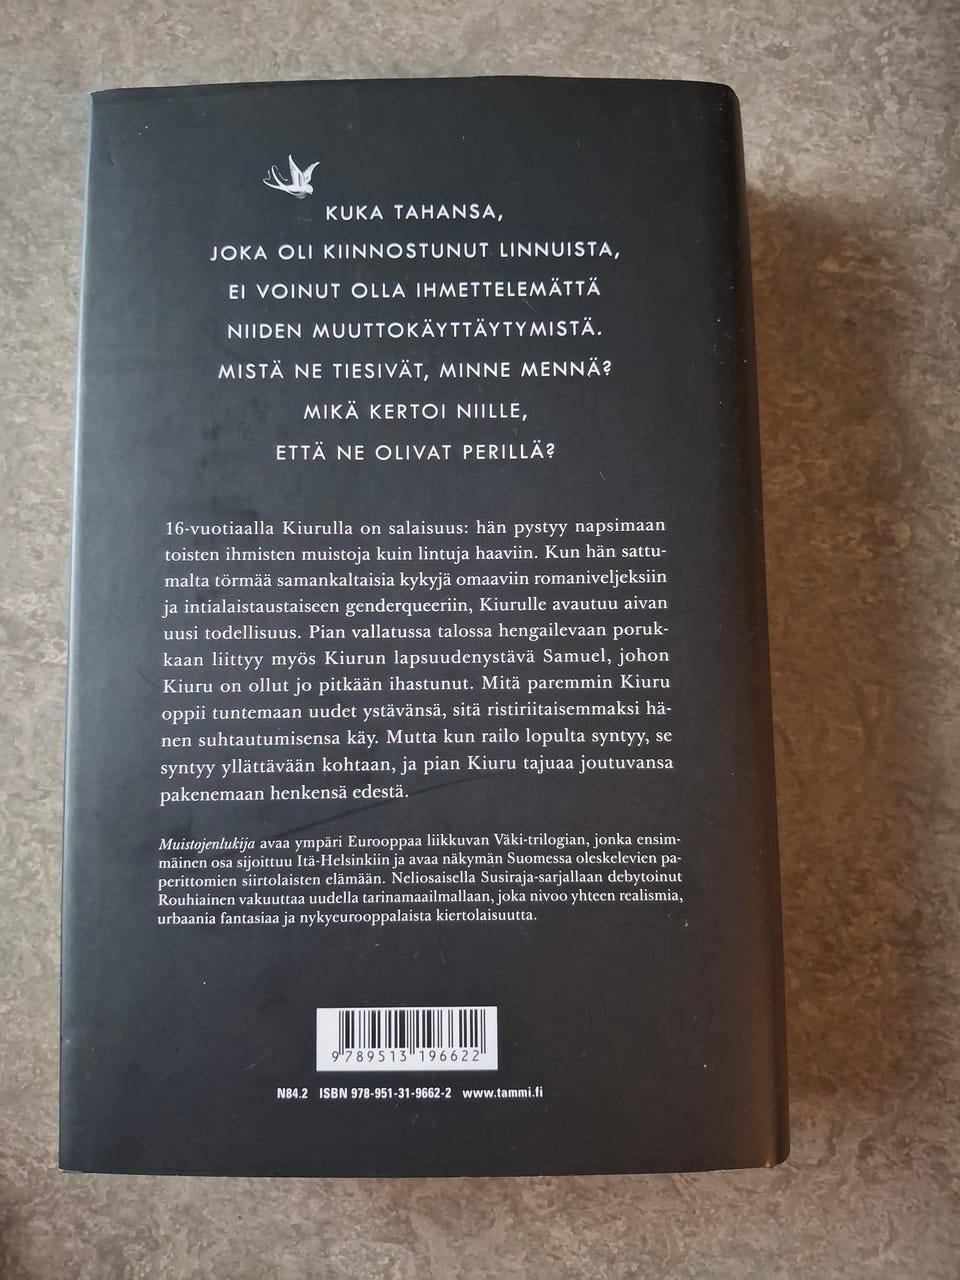 KUKA TAHANSA,
JOKA OLI KIINNOSTUNUT LINNUISTA,
EI VOINUT OLLA IHMETTELEMÄTTÄ
NIIDEN MUUTTOKÄYTTÄYTYMISTÄ.
MISTÄ NE TIESIVÄT, MINNE MENNÄ?
MIKÄ KERTOI NIILLE,
ETTÄ NE OLIVAT PERILLÄ?
16-vuotiaalla Kiurulla on salaisuus: hän pystyy napsimaan
toisten ihmisten muistoja kuin lintuja haaviin. Kun hän sattu-
malta törmää samankaltaisia kykyjä omaaviin romaniveljeksiin
ja intialaistaustaiseen genderqueeriin, Kiurulle avautuu aivan
uusi todellisuus. Pian vallatussa talossa hengailevaan poruk-
kaan liittyy myös Kiurun lapsuudenystävä Samuel, johon
Kiuru on ollut jo pitkään ihastunut. Mitä paremmin Kiuru
oppii tuntemaan uudet ystävänsä, sitä ristiriitaisemmaksi hä-
nen suhtautumisensa käy. Mutta kun railo lopulta syntyy, se
syntyy yllättävään kohtaan, ja pian Kiuru tajuaa joutuvansa
pakenemaan henkensä edestä.
Muistojenlukija avaa ympäri Eurooppaa liikkuvan Väki-trilogian, jonka ensim-
mäinen osa sijoittuu Itä-Helsinkiin ja avaa näkymän Suomessa oleskelevien pa-
perittomien siirtolaisten elämään. Neliosaisella Susiraja-sarjallaan debytoinut
Rouhiainen vakuuttaa uudella tarinamaailmallaan, joka nivoo yhteen realismia,
urbaania fantasiaa ja nykyeurooppalaista kiertolaisuutta.
9 789513 196622
N84.2 ISBN 978-951-31-9662-2 www.tammi.fi